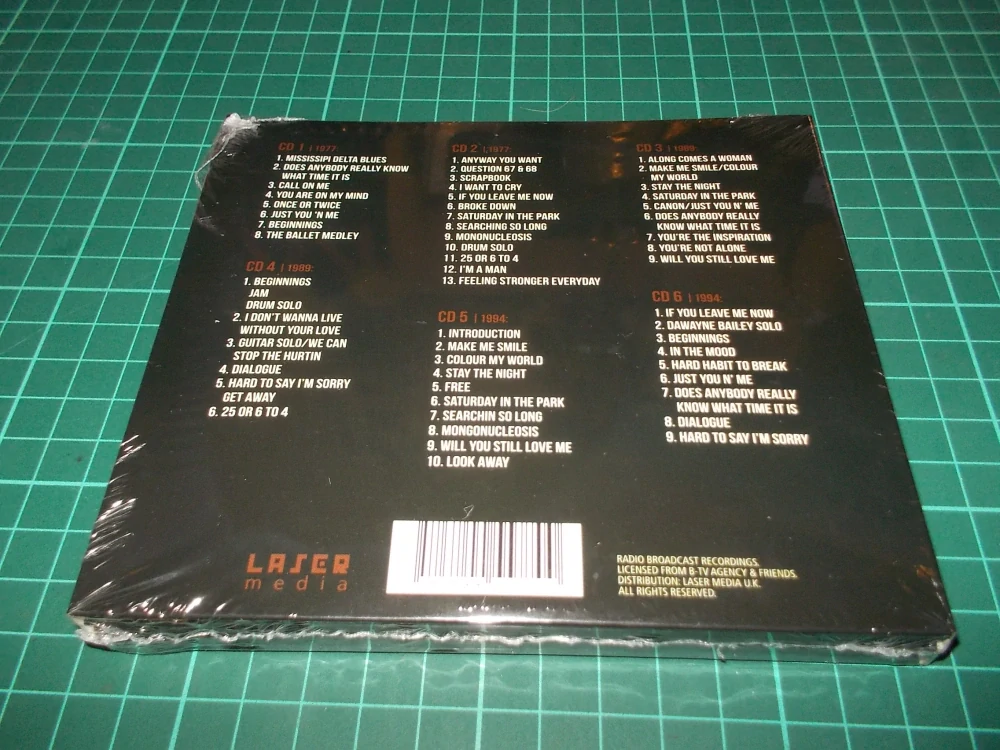 CD 1 | 1977:
1. MISSISSIPI DELTA BLUES
2. DOES ANYBODY REALLY KNOW
WHAT TIME IT IS
3. CALL ON ME
4. YOU ARE ON MY MIND
5. ONCE OR TWICE
6. JUST YOU 'N ME
7. BEGINNINGS
8. THE BALLET MEDLEY
CD 2 | 1977:
1. ANYWAY YOU WANT
2. QUESTION 67 & 68
3. SCRAPBOOK
4. I WANT TO CRY
5. IF YOU LEAVE ME NOW
6. BROKE DOWN
7. SATURDAY IN THE PARK
8. SEARCHING SO LONG
9. MONONUCLEOSIS
10. DRUM SOLO
11. 25 OR 6 TO 4
12. I'M A MAN
13. FEELING STRONGER EVERYDAY
CD 3 | 1989:
1. ALONG COMES A WOMAN
2. MAKE ME SMILE/COLOUR
MY WORLD
3. STAY THE NIGHT
4. SATURDAY IN THE PARK
5. CANON/JUST YOU N' ME
6. DOES ANYBODY REALLY
KNOW WHAT TIME IT IS
7. YOU'RE THE INSPIRATION
8. YOU'RE NOT ALONE
9. WILL YOU STILL LOVE ME
CD 4 | 1989:
1. BEGINNINGS
JAM
DRUM SOLO
2. I DON'T WANNA LIVE
WITHOUT YOUR LOVE
3. GUITAR SOLO/WE CAN
STOP THE HURTIN
4. DIALOGUE
5. HARD TO SAY I'M SORRY
GET AWAY
6. 25 OR 6 TO 4
CD 5 | 1994:
1. INTRODUCTION
2. MAKE ME SMILE
3. COLOUR MY WORLD
4. STAY THE NIGHT
5. FREE
6. SATURDAY IN THE PARK
7. SEARCHIN SO LONG
8. MONGONUCLEOSIS
9. WILL YOU STILL LOVE ME
10. LOOK AWAY
CD 6 | 1994:
1. IF YOU LEAVE ME NOW
2. DAWAYNE BAILEY SOLO
3. BEGINNINGS
4. IN THE MOOD
5. HARD HABIT TO BREAK
6. JUST YOU N' ME
7. DOES ANYBODY REALLY
KNOW WHAT TIME IT IS
8. DIALOGUE
9. HARD TO SAY I'M SORRY
LASER
media
RADIO BROADCAST RECORDINGS.
LICENSED FROM B-TV AGENCY & FRIENDS.
DISTRIBUTION: LASER MEDIA U.K.
ALL RIGHTS RESERVED.